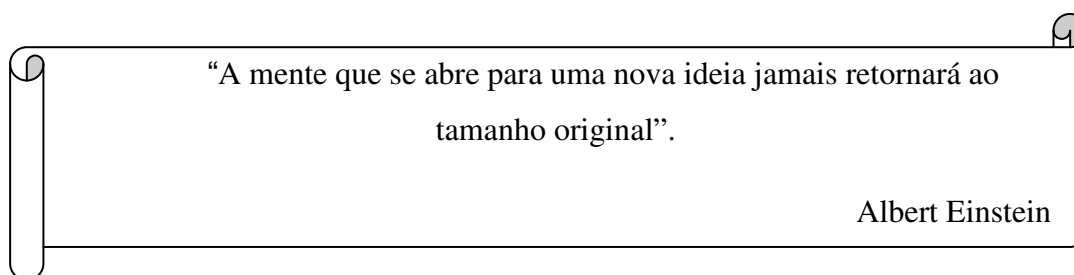 “A mente que se abre para uma nova ideia jamais retornará ao
tamanho original”.
Albert Einstein